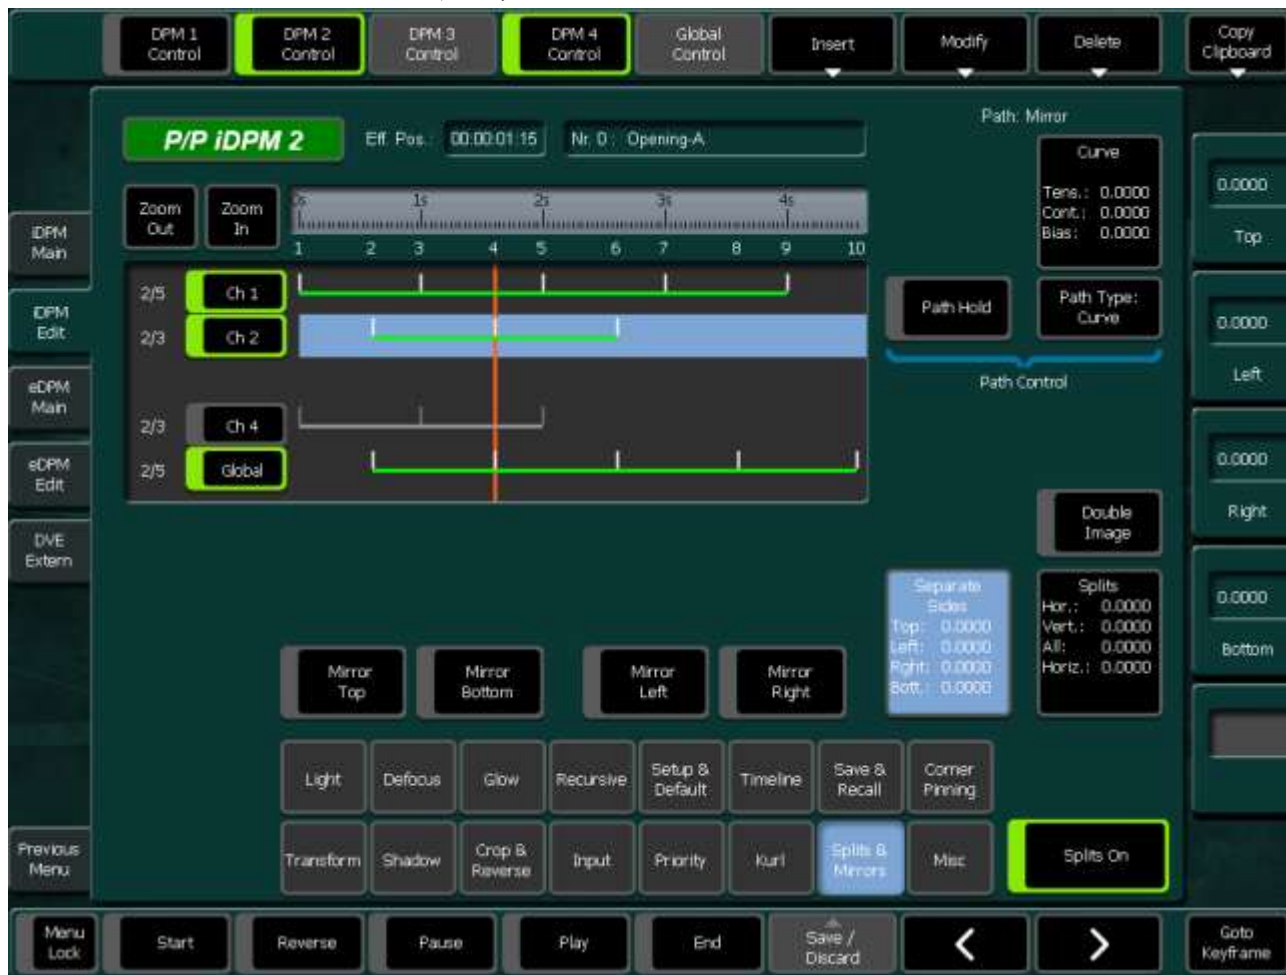 DPM 1 Control
DPM 2 Control
DPM 3 Control
DPM 4 Control
Global Control
Insert
Modify
Delete
Copy Clipboard
P/P iDPM 2
Eff. Pos.: 00:00:01:15
Nr. 0 : Opening-A
Path: Mirror
Curve
Tens.: 0.0000
Cont.: 0.0000
Bias: 0.0000
0.0000
Top
Zoom Out
Zoom In
0s 1s 2s 3s 4s
1 2 3 4 5 6 7 8 9 10
iDPM Main
iDPM Edit
eDPM Main
eDPM Edit
DVE Extern
2/5 Ch 1
2/3 Ch 2
2/3 Ch 4
2/5 Global
Path Hold
Path Type: Curve
Path Control
0.0000
Left
0.0000
Right
Double Image
Separate Sides
Top: 0.0000
Left: 0.0000
Rght: 0.0000
Bott.: 0.0000
Splits
Hor.: 0.0000
Vert.: 0.0000
All: 0.0000
Horiz.: 0.0000
0.0000
Bottom
Mirror Top
Mirror Bottom
Mirror Left
Mirror Right
Light
Defocus
Glow
Recursive
Setup & Default
Timeline
Save & Recall
Corner Pinning
Previous Menu
Transform
Shadow
Crop & Reverse
Input
Priority
Kurl
Splits & Mirrors
Misc
Splits On
Menu Lock
Start
Reverse
Pause
Play
End
Save / Discard
<
>
Goto Keyframe